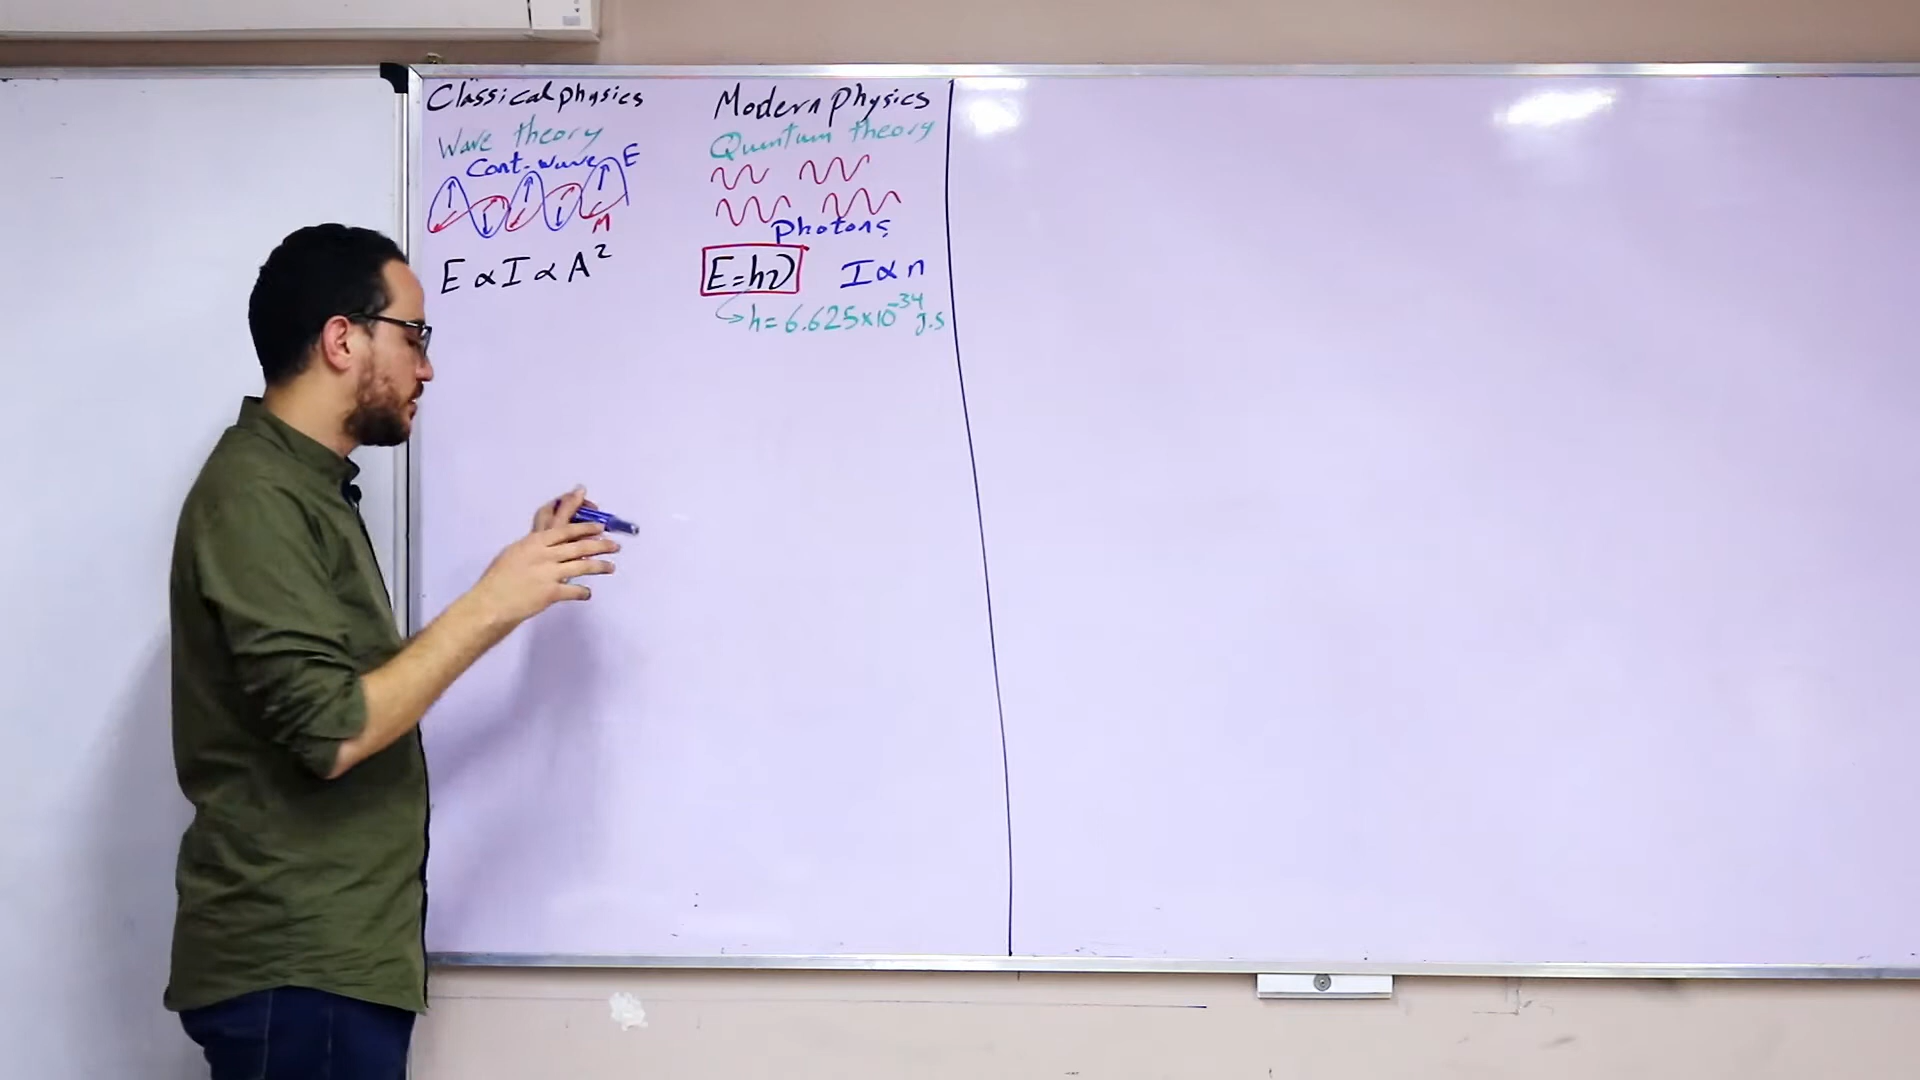 Classical physics
Wave theory
Cont. wave E
M
E ∝ I ∝ A²
Modern physics
Quantum theory
Photons
E=hν I ∝ n
h=6.625×10⁻³⁴ J.s